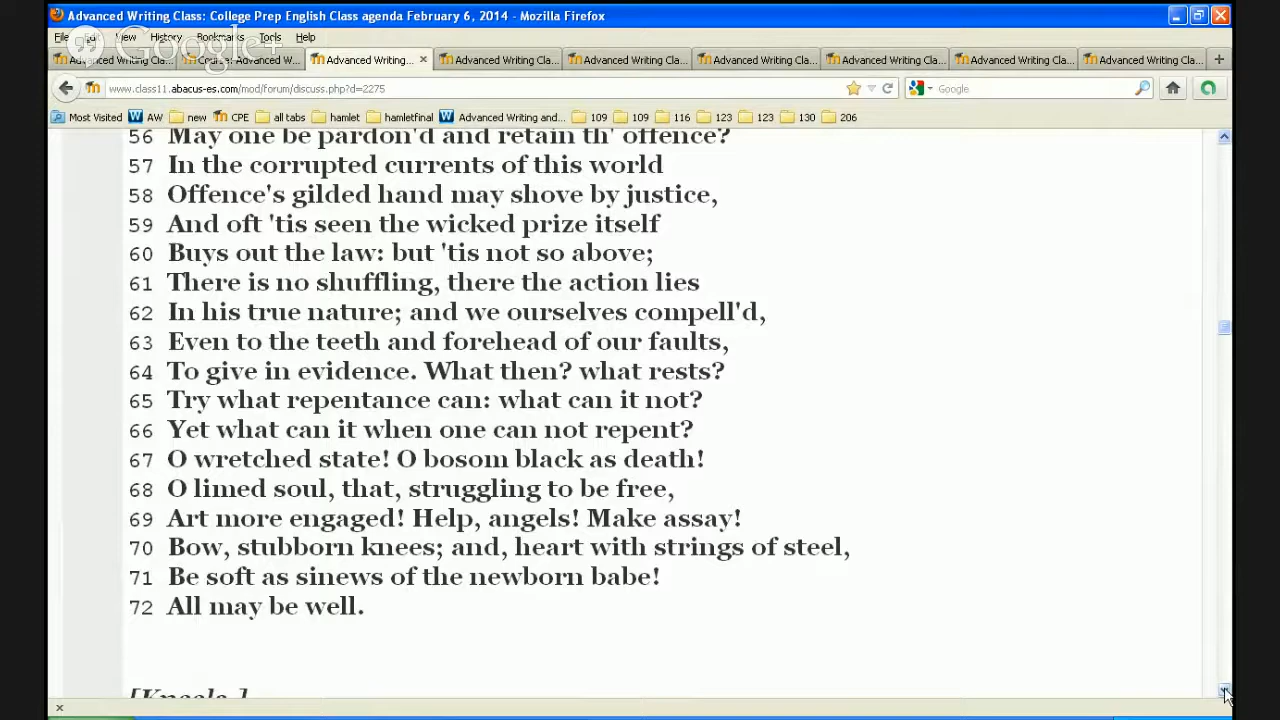 Advanced Writing Class: College Prep English Class agenda February 6, 2014 - Mozilla Firefox
File Edit View History Bookmarks Tools Help
Google+
Advanced Writing Cla... Course: Advanced W... Advanced Writing... Advanced Writing Cla... Advanced Writing Cla... Advanced Writing Cla... Advanced Writing Cla... Advanced Writing Cla... Advanced Writing Cla...
www.class11.abacus-es.com/mod/forum/discuss.php?d=2275 Google
Most Visited AW new CPE all tabs hamlet hamletfinal Advanced Writing and... 109 109 116 123 123 130 206
56 May one be pardon'd and retain th' offence?
57 In the corrupted currents of this world
58 Offence's gilded hand may shove by justice,
59 And oft 'tis seen the wicked prize itself
60 Buys out the law: but 'tis not so above;
61 There is no shuffling, there the action lies
62 In his true nature; and we ourselves compell'd,
63 Even to the teeth and forehead of our faults,
64 To give in evidence. What then? what rests?
65 Try what repentance can: what can it not?
66 Yet what can it when one can not repent?
67 O wretched state! O bosom black as death!
68 O limed soul, that, struggling to be free,
69 Art more engaged! Help, angels! Make assay!
70 Bow, stubborn knees; and, heart with strings of steel,
71 Be soft as sinews of the newborn babe!
72 All may be well.
[Kneels.]